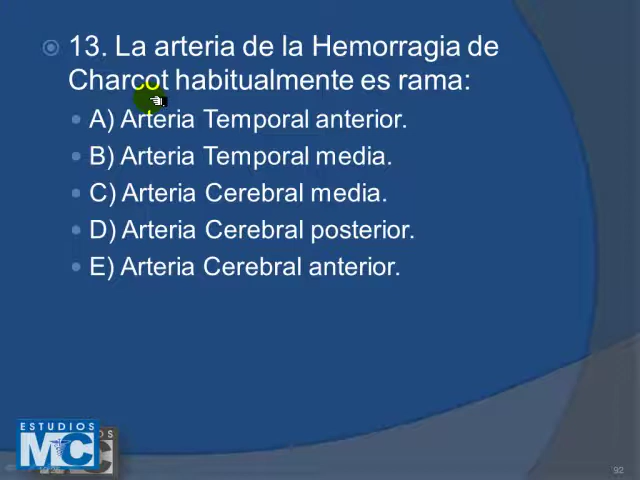 13. La arteria de la Hemorragia de
Charcot habitualmente es rama:
A) Arteria Temporal anterior.
B) Arteria Temporal media.
C) Arteria Cerebral media.
D) Arteria Cerebral posterior.
E) Arteria Cerebral anterior.
ESTUDIOS
MC
92